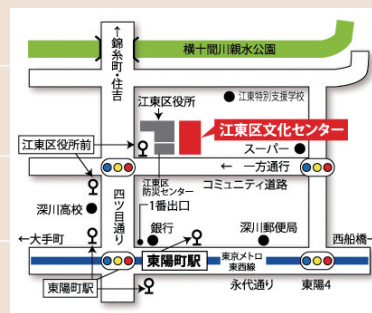 横十間川親水公園
↑錦糸町・住吉
江東区役所
江東特別支援学校
江東区文化センター
江東区役所前
スーパー
← 一方通行
江東区
防災センター
コミュニティ道路
四ツ目通り
1番出口
深川高校
銀行
深川郵便局
←大手町
西船橋→
東陽町駅
東京メトロ
東西線
東陽町駅
永代通り
東陽4